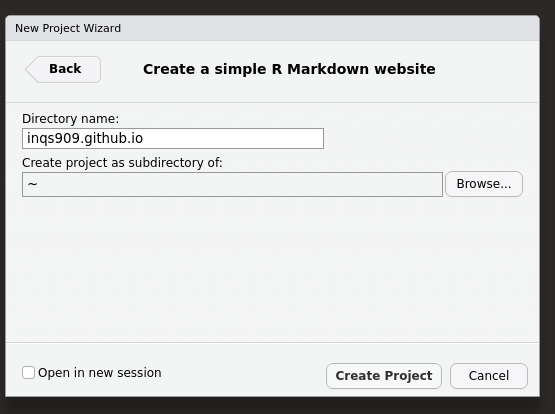 New Project Wizard
Back
Create a simple R Markdown website
Directory name:
inqs909.github.io
Create project as subdirectory of:
~
Browse...
Open in new session
Create Project
Cancel